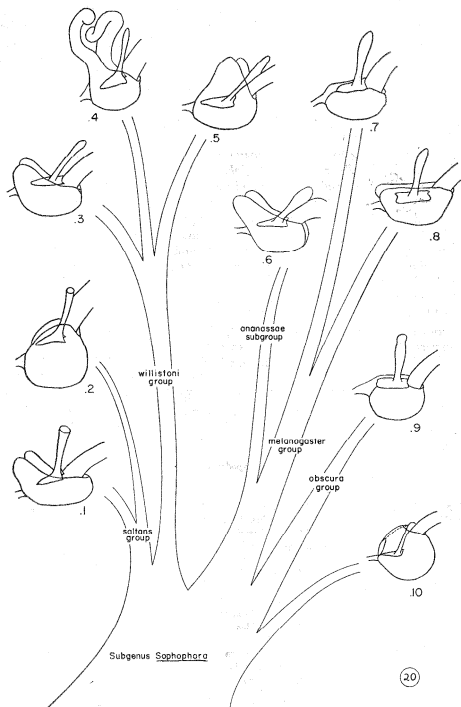 .4
.5
.7
.3
.6
.8
ananassae
subgroup
.2
willistoni
group
.9
melanogaster
group
obscura
group
.1
saltans
group
.10
Subgenus Sophophora
20